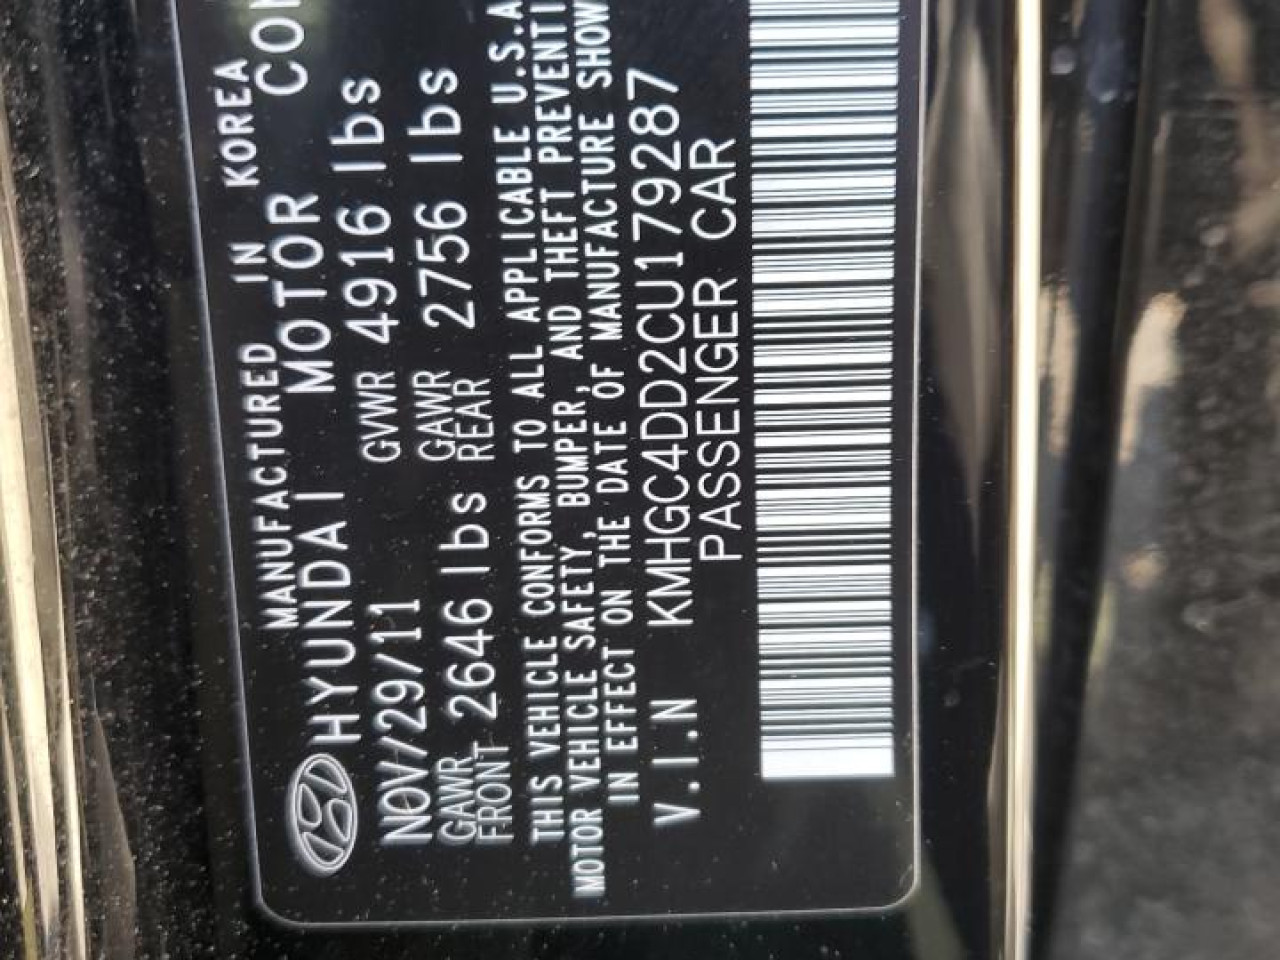 MANUFACTURED IN KOREA
HYUNDAI MOTOR
NOV/29/11 GVWR 4916 lbs
GAWR FRONT 2646 lbs GAWR REAR 2756 lbs
THIS VEHICLE CONFORMS TO ALL APPLICABLE U.S.A
MOTOR VEHICLE SAFETY, BUMPER, AND THEFT PREVENTI
IN EFFECT ON THE DATE OF MANUFACTURE SHOW
V.I.N KMHGC4DD2CU179287
PASSENGER CAR